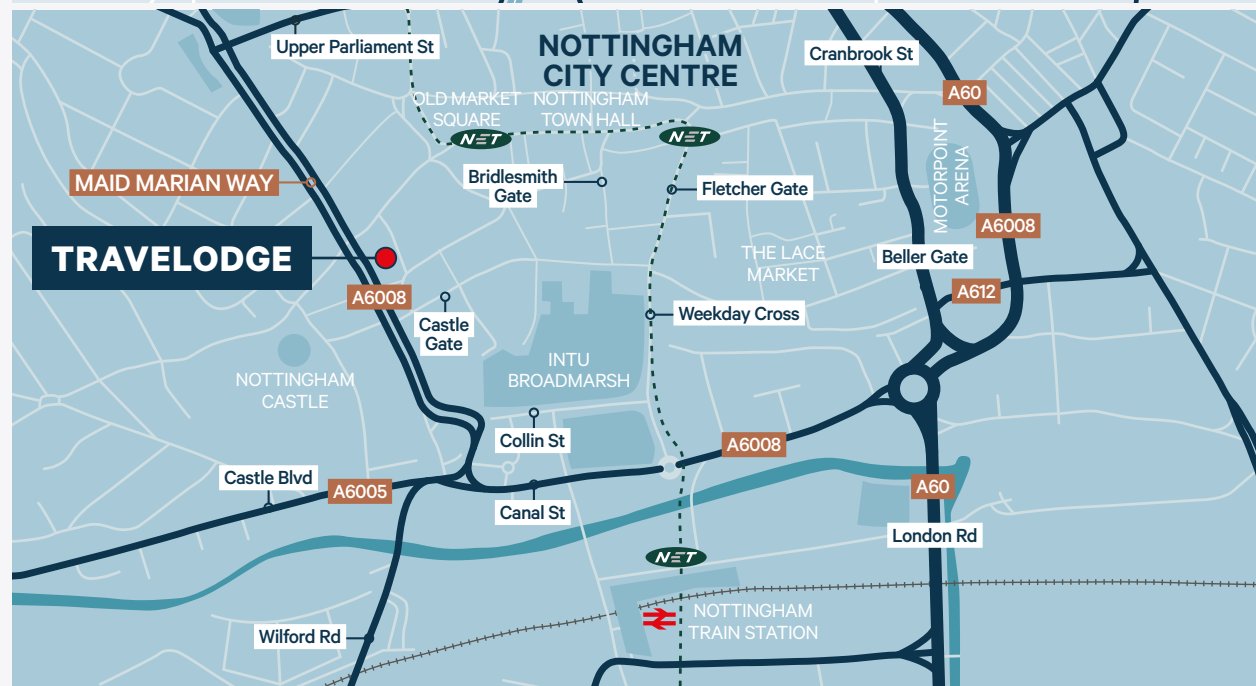 Upper Parliament St
NOTTINGHAM
CITY CENTRE
Cranbrook St
A60
OLD MARKET
SQUARE
NOTTINGHAM
TOWN HALL
NET
NET
MOTORPOINT
ARENA
MAID MARIAN WAY
Bridlesmith
Gate
Fletcher Gate
A6008
TRAVELODGE
THE LACE
MARKET
Beller Gate
A612
A6008
Castle
Gate
Weekday Cross
INTU
BROADMARSH
NOTTINGHAM
CASTLE
Collin St
A6008
Castle Blvd
A6005
A60
Canal St
London Rd
NET
NOTTINGHAM
TRAIN STATION
Wilford Rd